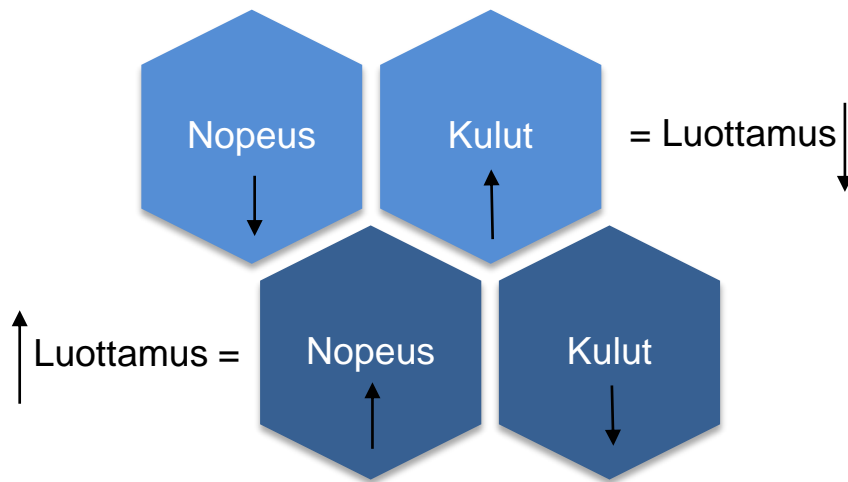 Nopeus
Kulut
= Luottamus
Luottamus =
Nopeus
Kulut